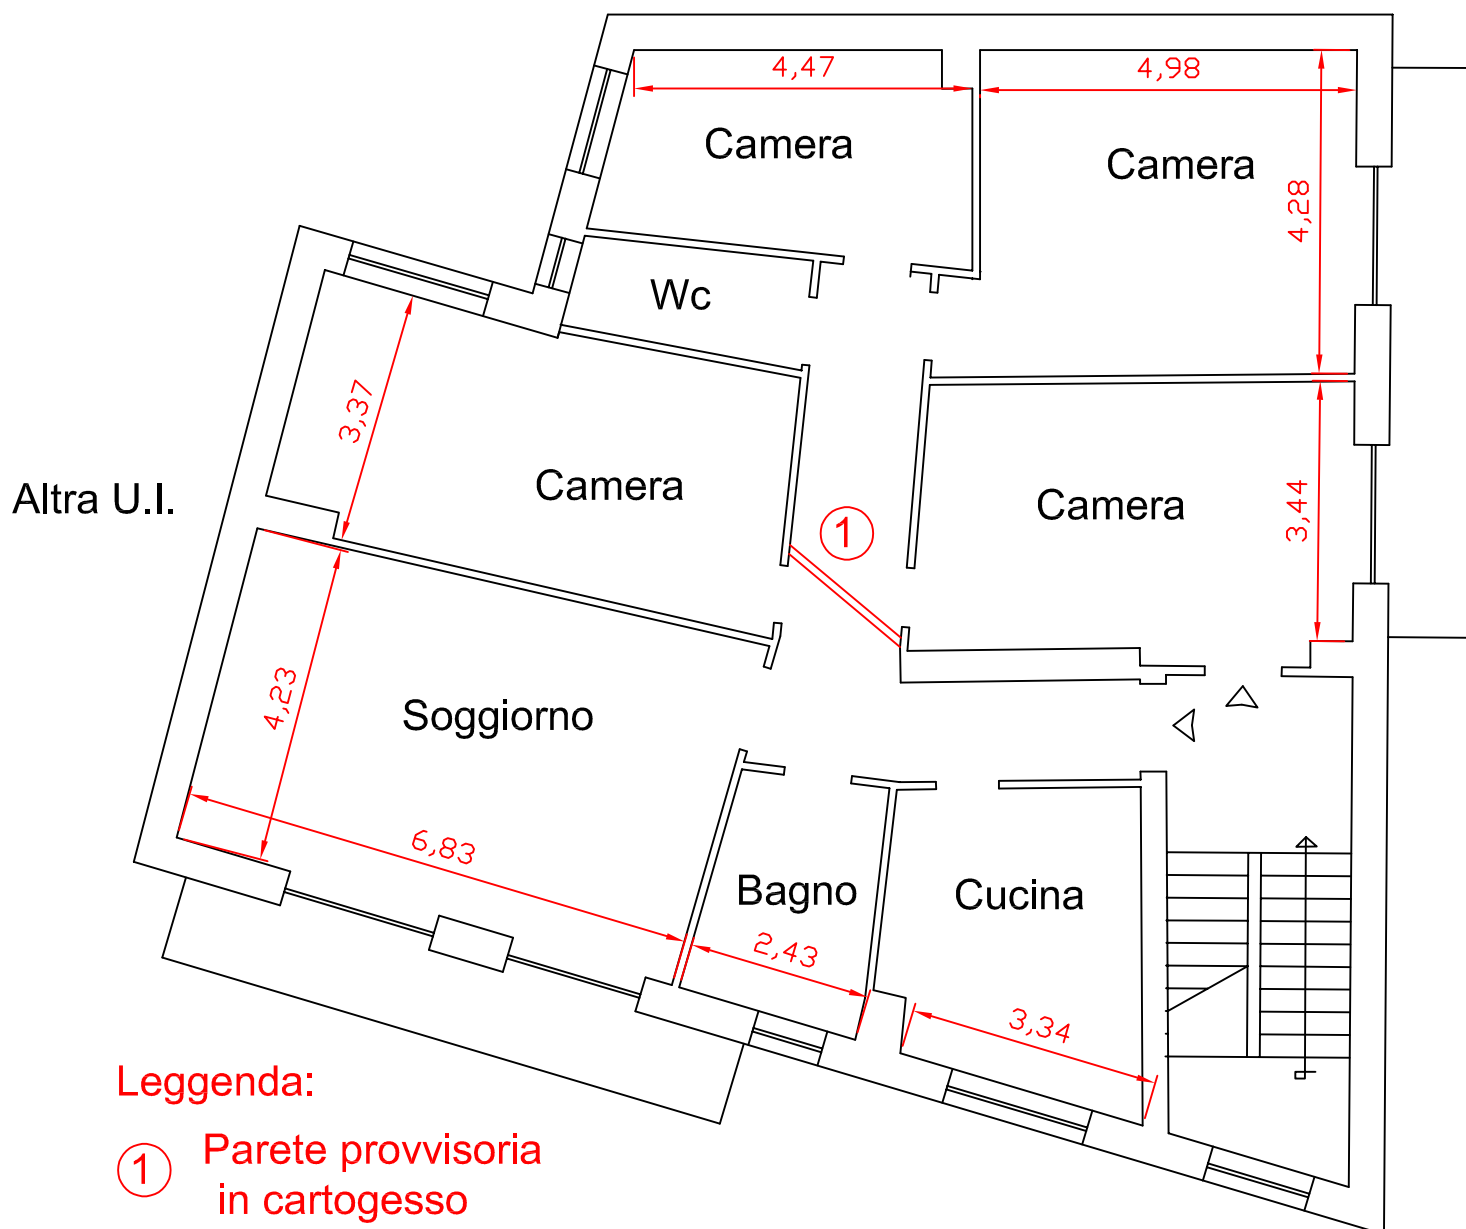 4,47
4,98
Camera
Camera
4,28
Wc
3,37
Camera
Altra U.I.
1
Camera
3,44
4,23
Soggiorno
6,83
Bagno
Cucina
2,43
3,34
Leggenda:
1 Parete provvisoria
in cartogesso